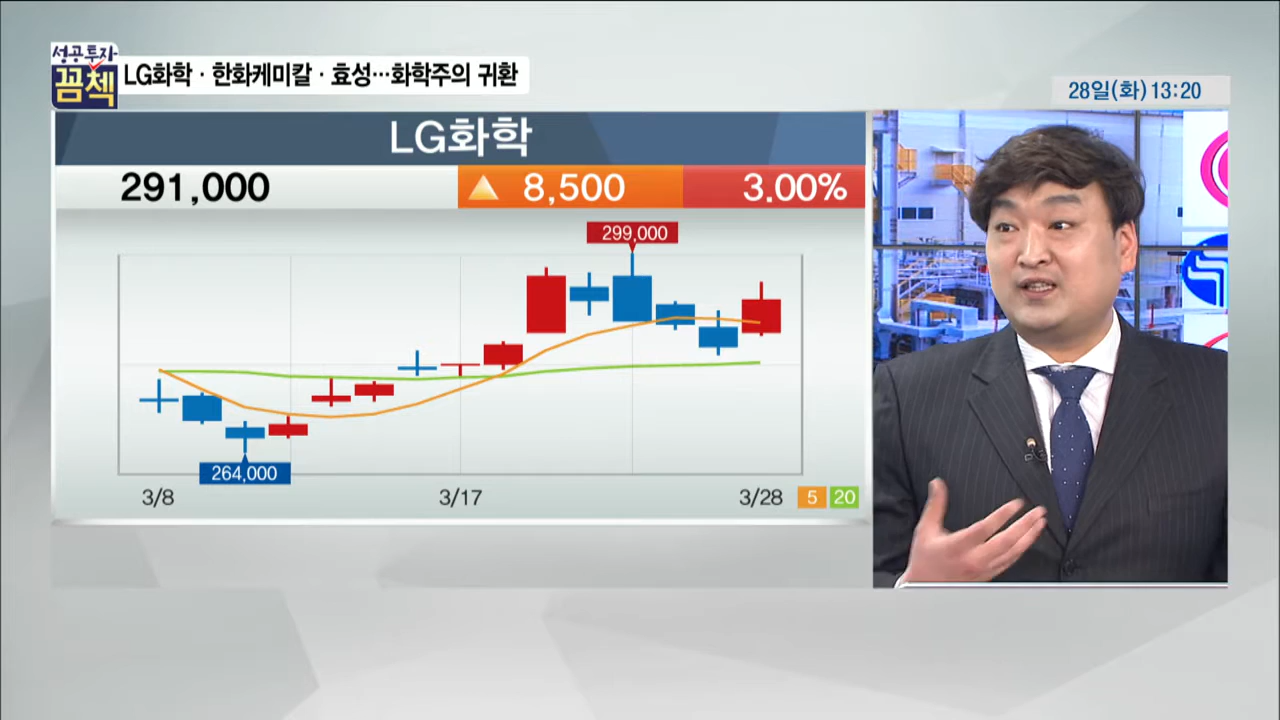 성공투자
꼼첵
LG화학·한화케미칼·효성…화학주의 귀환
28일(화) 13:20
LG화학
291,000 ▲ 8,500 3.00%
299,000
264,000
3/8 3/17 3/28 5 20